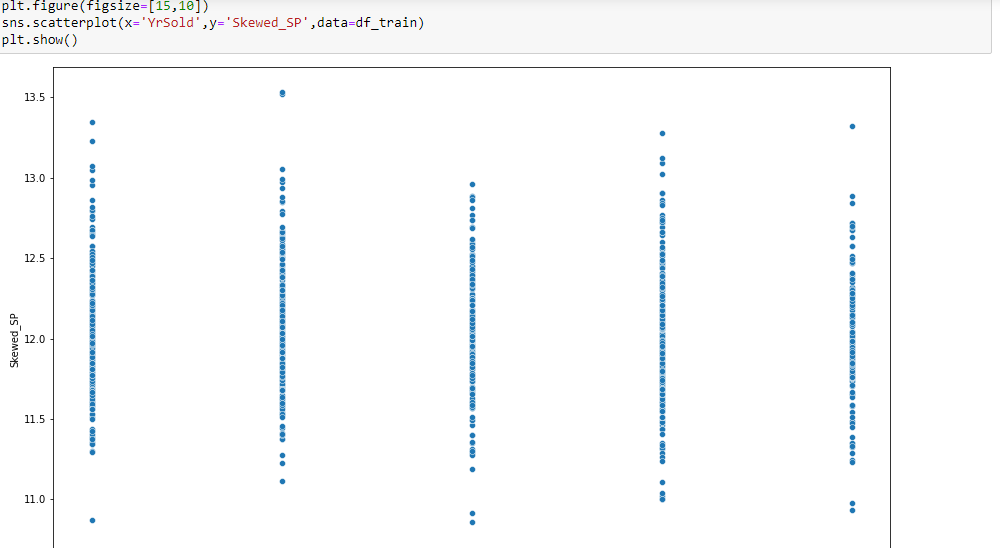 plt.figure(figsize=[15,10])
sns.scatterplot(x='YrSold',y='Skewed_SP',data=df_train)
plt.show()
13.5
13.0
12.5
12.0
Skewed_SP
11.5
11.0